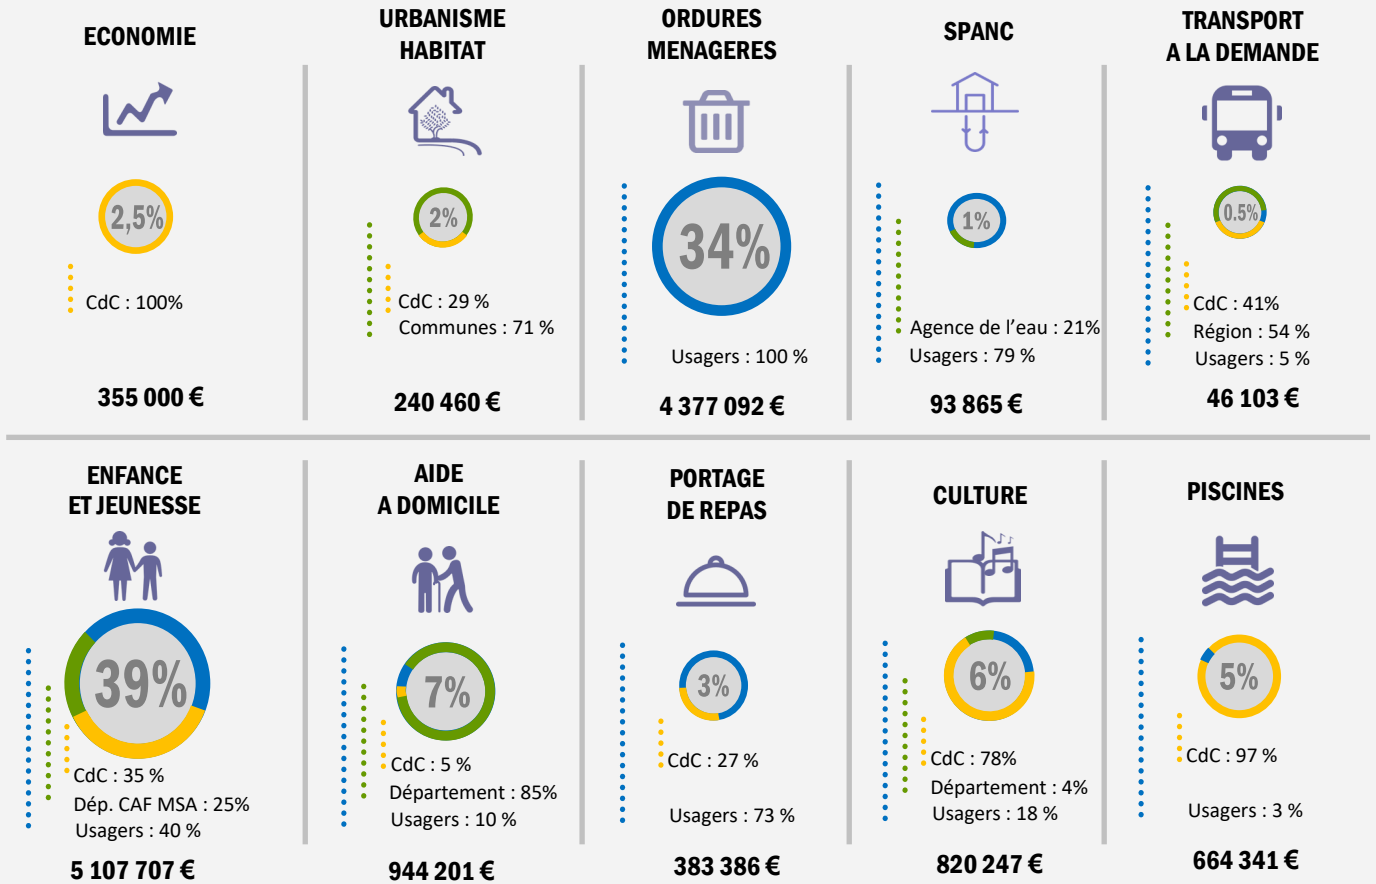 ECONOMIE
2,5%
CdC : 100%
355 000 €
URBANISME
HABITAT
2%
CdC : 29 %
Communes : 71 %
240 460 €
ORDURES
MENAGERES
34%
Usagers : 100 %
4 377 092 €
SPANC
1%
Agence de l’eau : 21%
Usagers : 79 %
93 865 €
TRANSPORT
A LA DEMANDE
0.5%
CdC : 41%
Région : 54 %
Usagers : 5 %
46 103 €
ENFANCE
ET JEUNESSE
39%
CdC : 35 %
Dép. CAF MSA : 25%
Usagers : 40 %
5 107 707 €
AIDE
A DOMICILE
7%
CdC : 5 %
Département : 85%
Usagers : 10 %
944 201 €
PORTAGE
DE REPAS
3%
CdC : 27 %
Usagers : 73 %
383 386 €
CULTURE
6%
CdC : 78%
Département : 4%
Usagers : 18 %
820 247 €
PISCINES
5%
CdC : 97 %
Usagers : 3 %
664 341 €